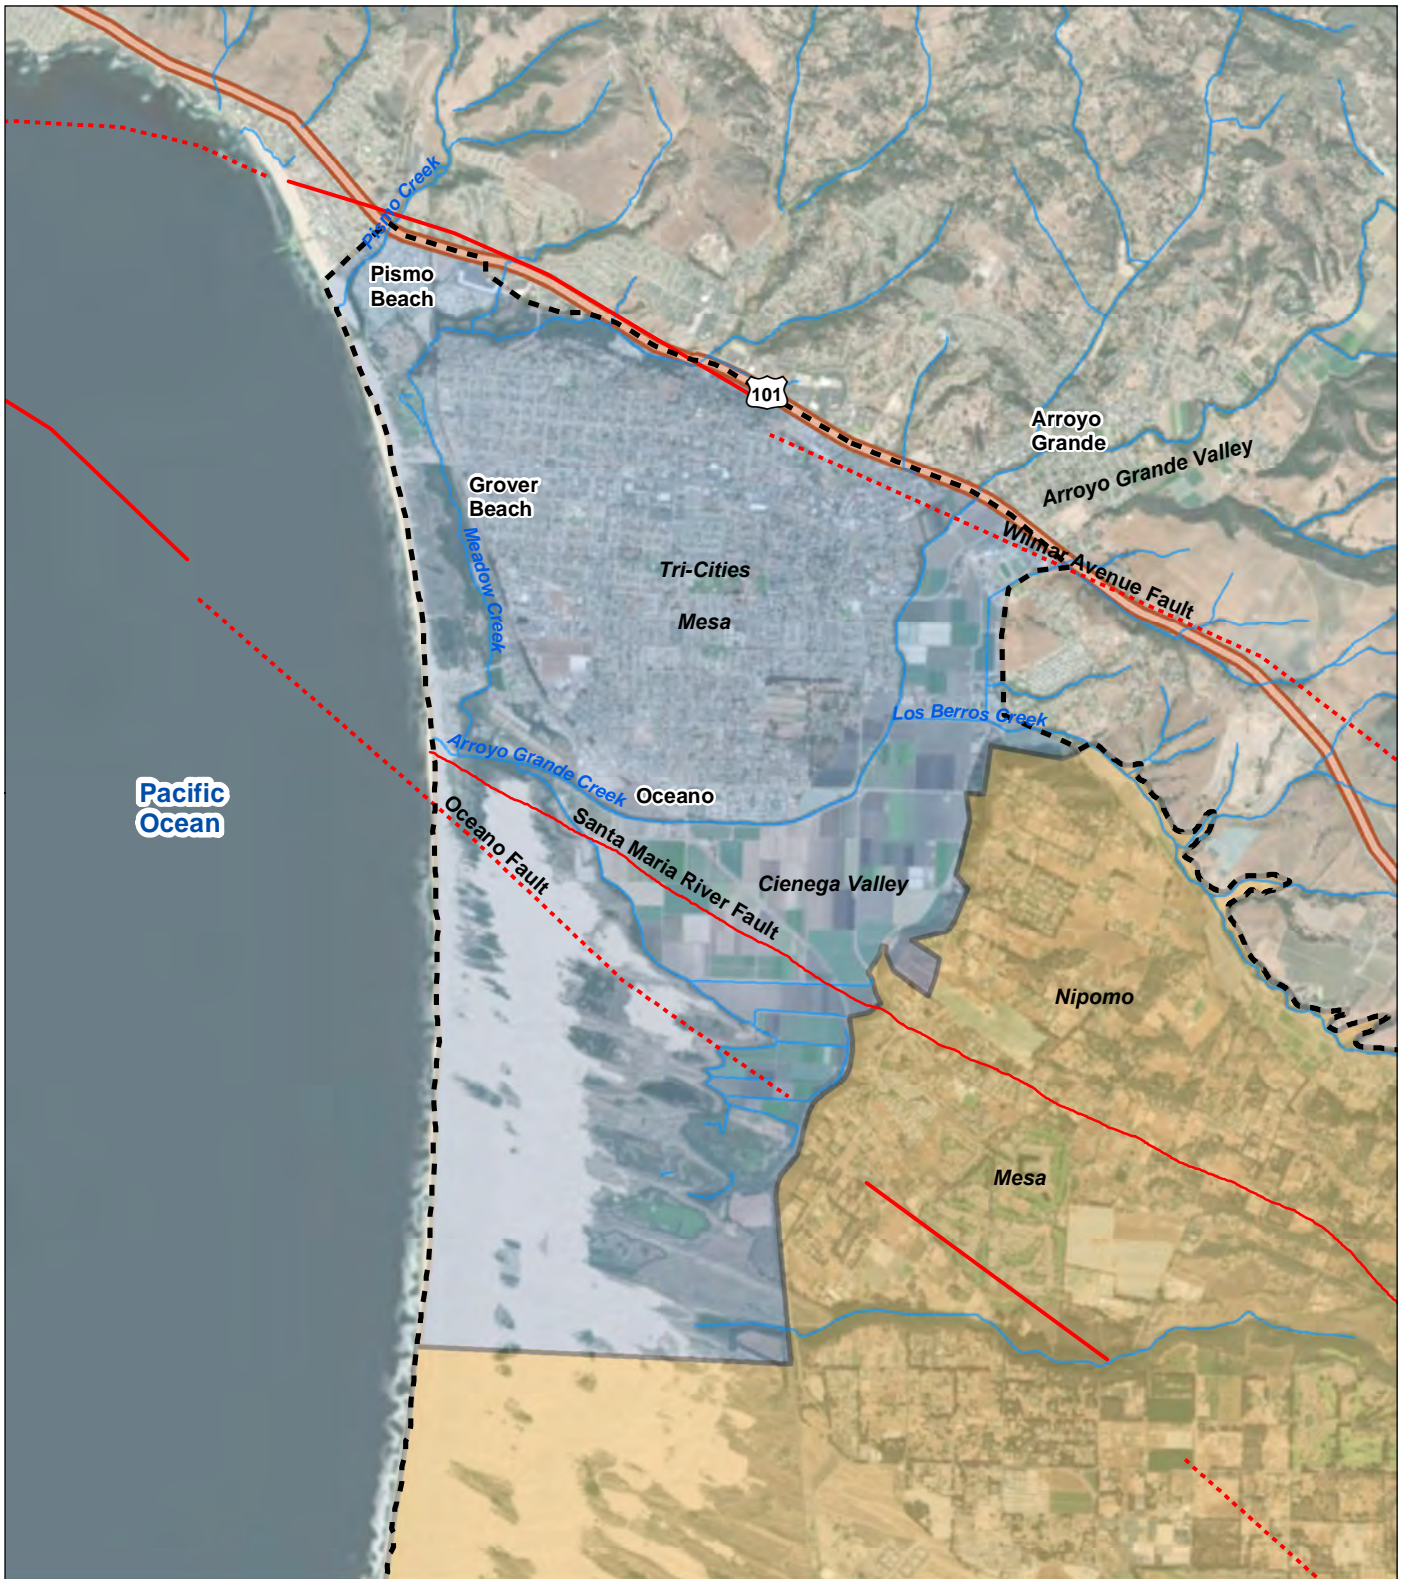 Pismo Creek
Pismo
Beach
101
Arroyo
Grande
Arroyo Grande Valley
Grover
Beach
Meadow Creek
Wilmar Avenue Fault
Tri-Cities
Mesa
Los Berros Creek
Arroyo Grande Creek
Pacific
Ocean
Oceano
Oceano Fault
Santa Maria River Fault
Cienega Valley
Nipomo
Mesa